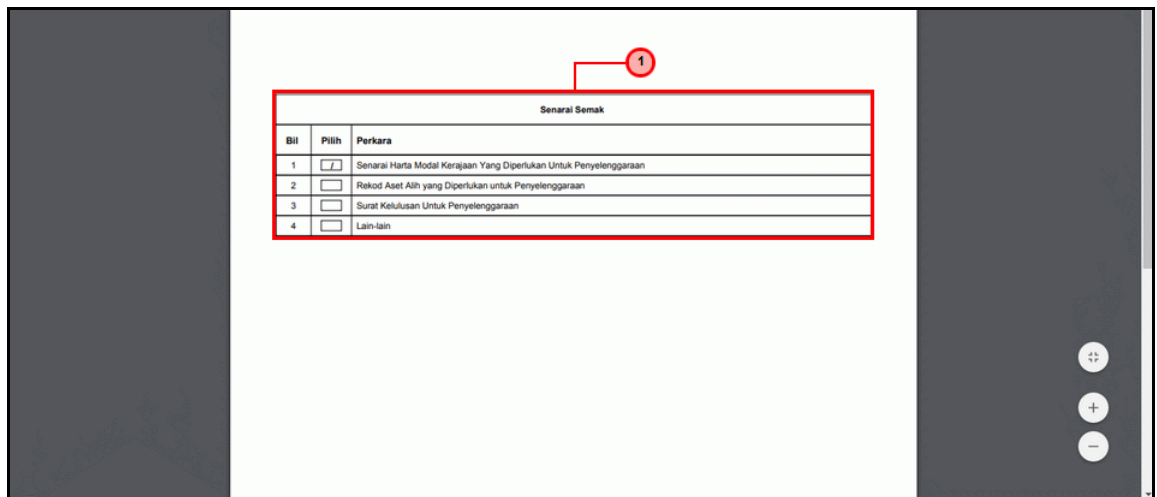 1
Senarai Semak
Bil Pilih Perkara
1 / Senarai Harta Modal Kerajaan Yang Diperlukan Untuk Penyelenggaraan
2 Rekod Aset Alih yang Diperlukan untuk Penyelenggaraan
3 Surat Kelulusan Untuk Penyelenggaraan
4 Lain-lain